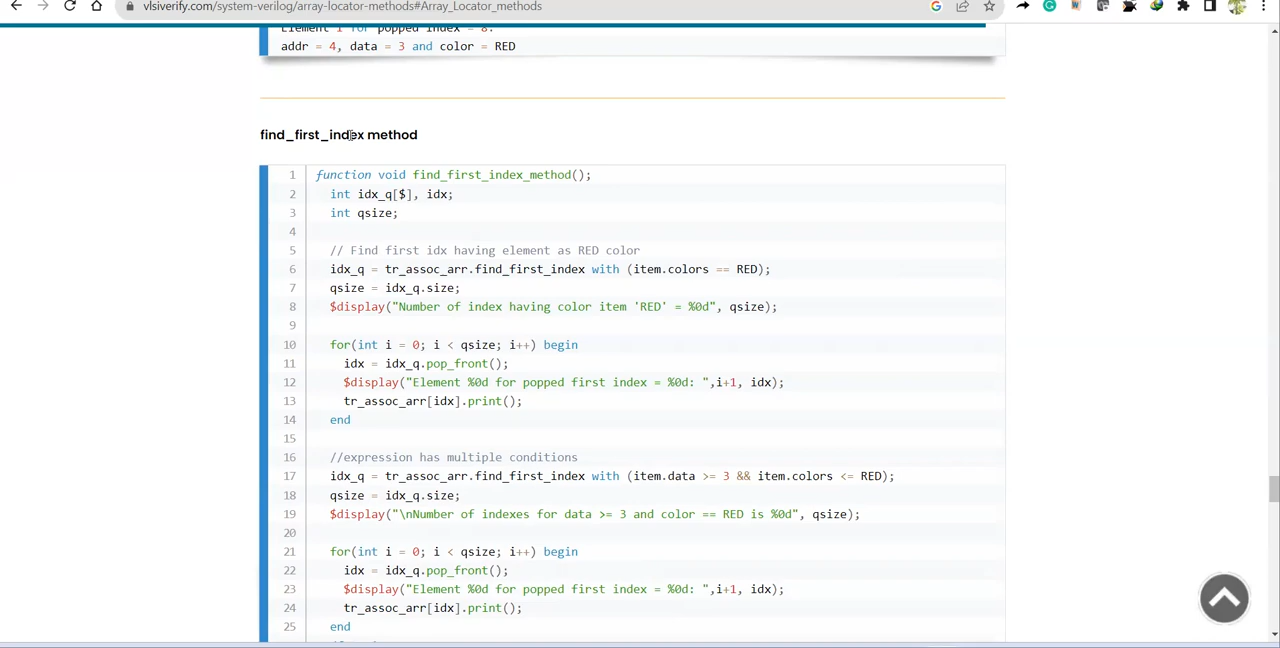 vlsiverify.com/system-verilog/array-locator-methods#Array_Locator_methods
Element 1 for popped index = 8:
addr = 4, data = 3 and color = RED
find_first_index method
1 function void find_first_index_method();
2 int idx_q[$], idx;
3 int qsize;
4
5 // Find first idx having element as RED color
6 idx_q = tr_assoc_arr.find_first_index with (item.colors == RED);
7 qsize = idx_q.size;
8 $display("Number of index having color item 'RED' = %0d", qsize);
9
10 for(int i = 0; i < qsize; i++) begin
11 idx = idx_q.pop_front();
12 $display("Element %0d for popped first index = %0d: ",i+1, idx);
13 tr_assoc_arr[idx].print();
14 end
15
16 //expression has multiple conditions
17 idx_q = tr_assoc_arr.find_first_index with (item.data >= 3 && item.colors <= RED);
18 qsize = idx_q.size;
19 $display("\nNumber of indexes for data >= 3 and color == RED is %0d", qsize);
20
21 for(int i = 0; i < qsize; i++) begin
22 idx = idx_q.pop_front();
23 $display("Element %0d for popped first index = %0d: ",i+1, idx);
24 tr_assoc_arr[idx].print();
25 end